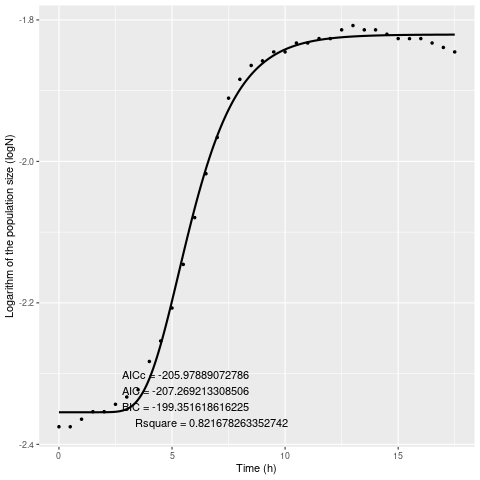 -1.8
-2.0
-2.2
-2.4
Logarithm of the population size (logN)
AICc = -205.97889072786
AIC = -207.269213308506
BIC = -199.351618616225
Rsquare = 0.821678263352742
0 5 10 15
Time (h)